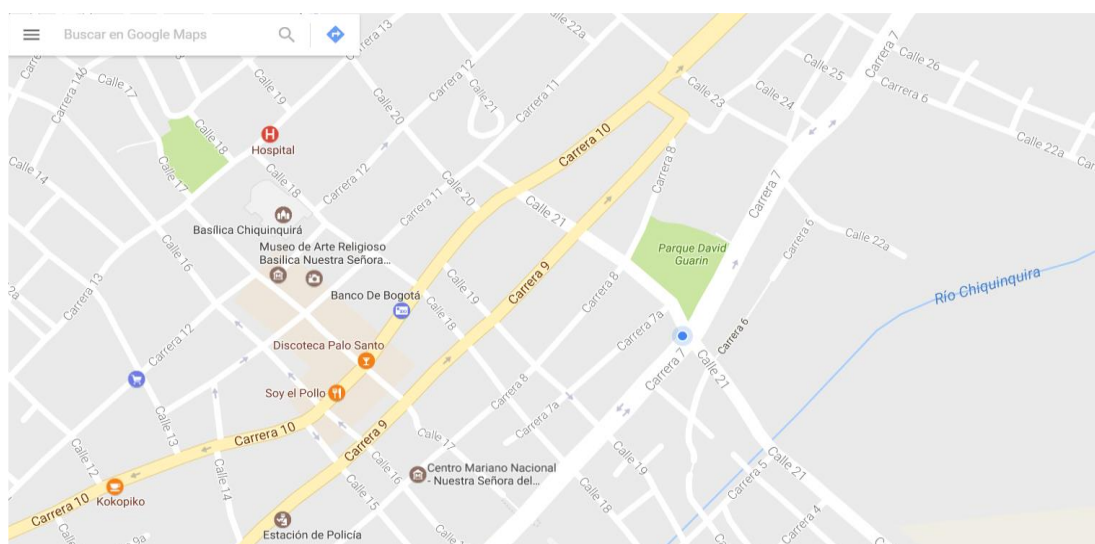 Buscar en Google Maps
Carrera 13
Calle 22a
Carrera 7
Calle 26
Calle 25
Carrera 6
Calle 22a
Carrera 14b
Calle 17
Calle 19
Carrera 12
Calle 21
Carrera 11
Calle 23
Calle 24
Calle 20
Calle 18
Hospital
Carrera 10
Carrera 8
Carrera 7
Calle 14
Calle 17
Calle 18
Carrera 12
Carrera 11
Calle 20
Calle 21
Basílica Chiquinquirá
Carrera 6
Calle 22a
Museo de Arte Religioso
Basílica Nuestra Señora...
Parque David
Guarin
Calle 16
Carrera 13
Calle 19
Carrera 9
Carrera 8
Río Chiquinquira
Banco De Bogotá
Calle 18
Carrera 7a
Carrera 6
Carrera 12
Discoteca Palo Santo
Carrera 7
Calle 21
Soy el Pollo
Carrera 8
Carrera 7a
Calle 13
Carrera 10
Carrera 9
Calle 17
Calle 12
Calle 14
Calle 16
Centro Mariano Nacional
- Nuestra Señora del...
Calle 19
Carrera 5
Calle 21
Kokopiko
Carrera 10
Calle 15
Calle 18
Carrera 4
Estación de Policía